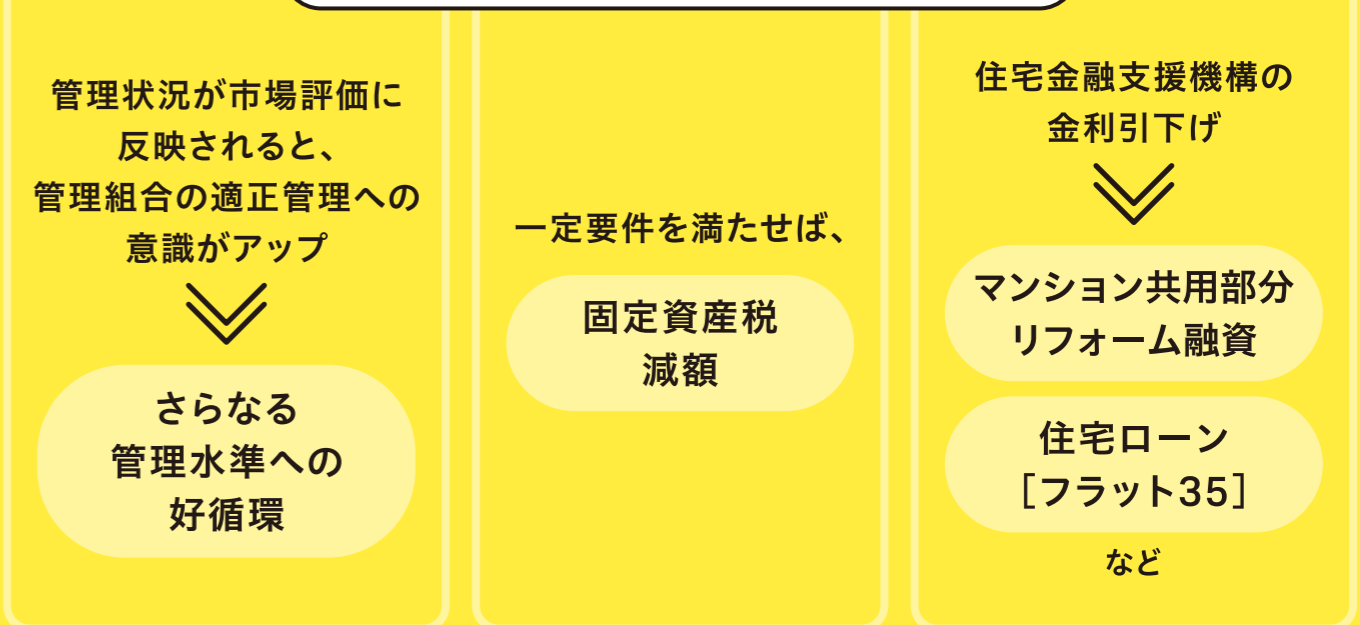 管理状況が市場評価に
反映されると、
管理組合の適正管理への
意識がアップ
さらなる
管理水準への
好循環
一定要件を満たせば、
固定資産税
減額
住宅金融支援機構の
金利引下げ
マンション共用部分
リフォーム融資
住宅ローン
［フラット35］
など